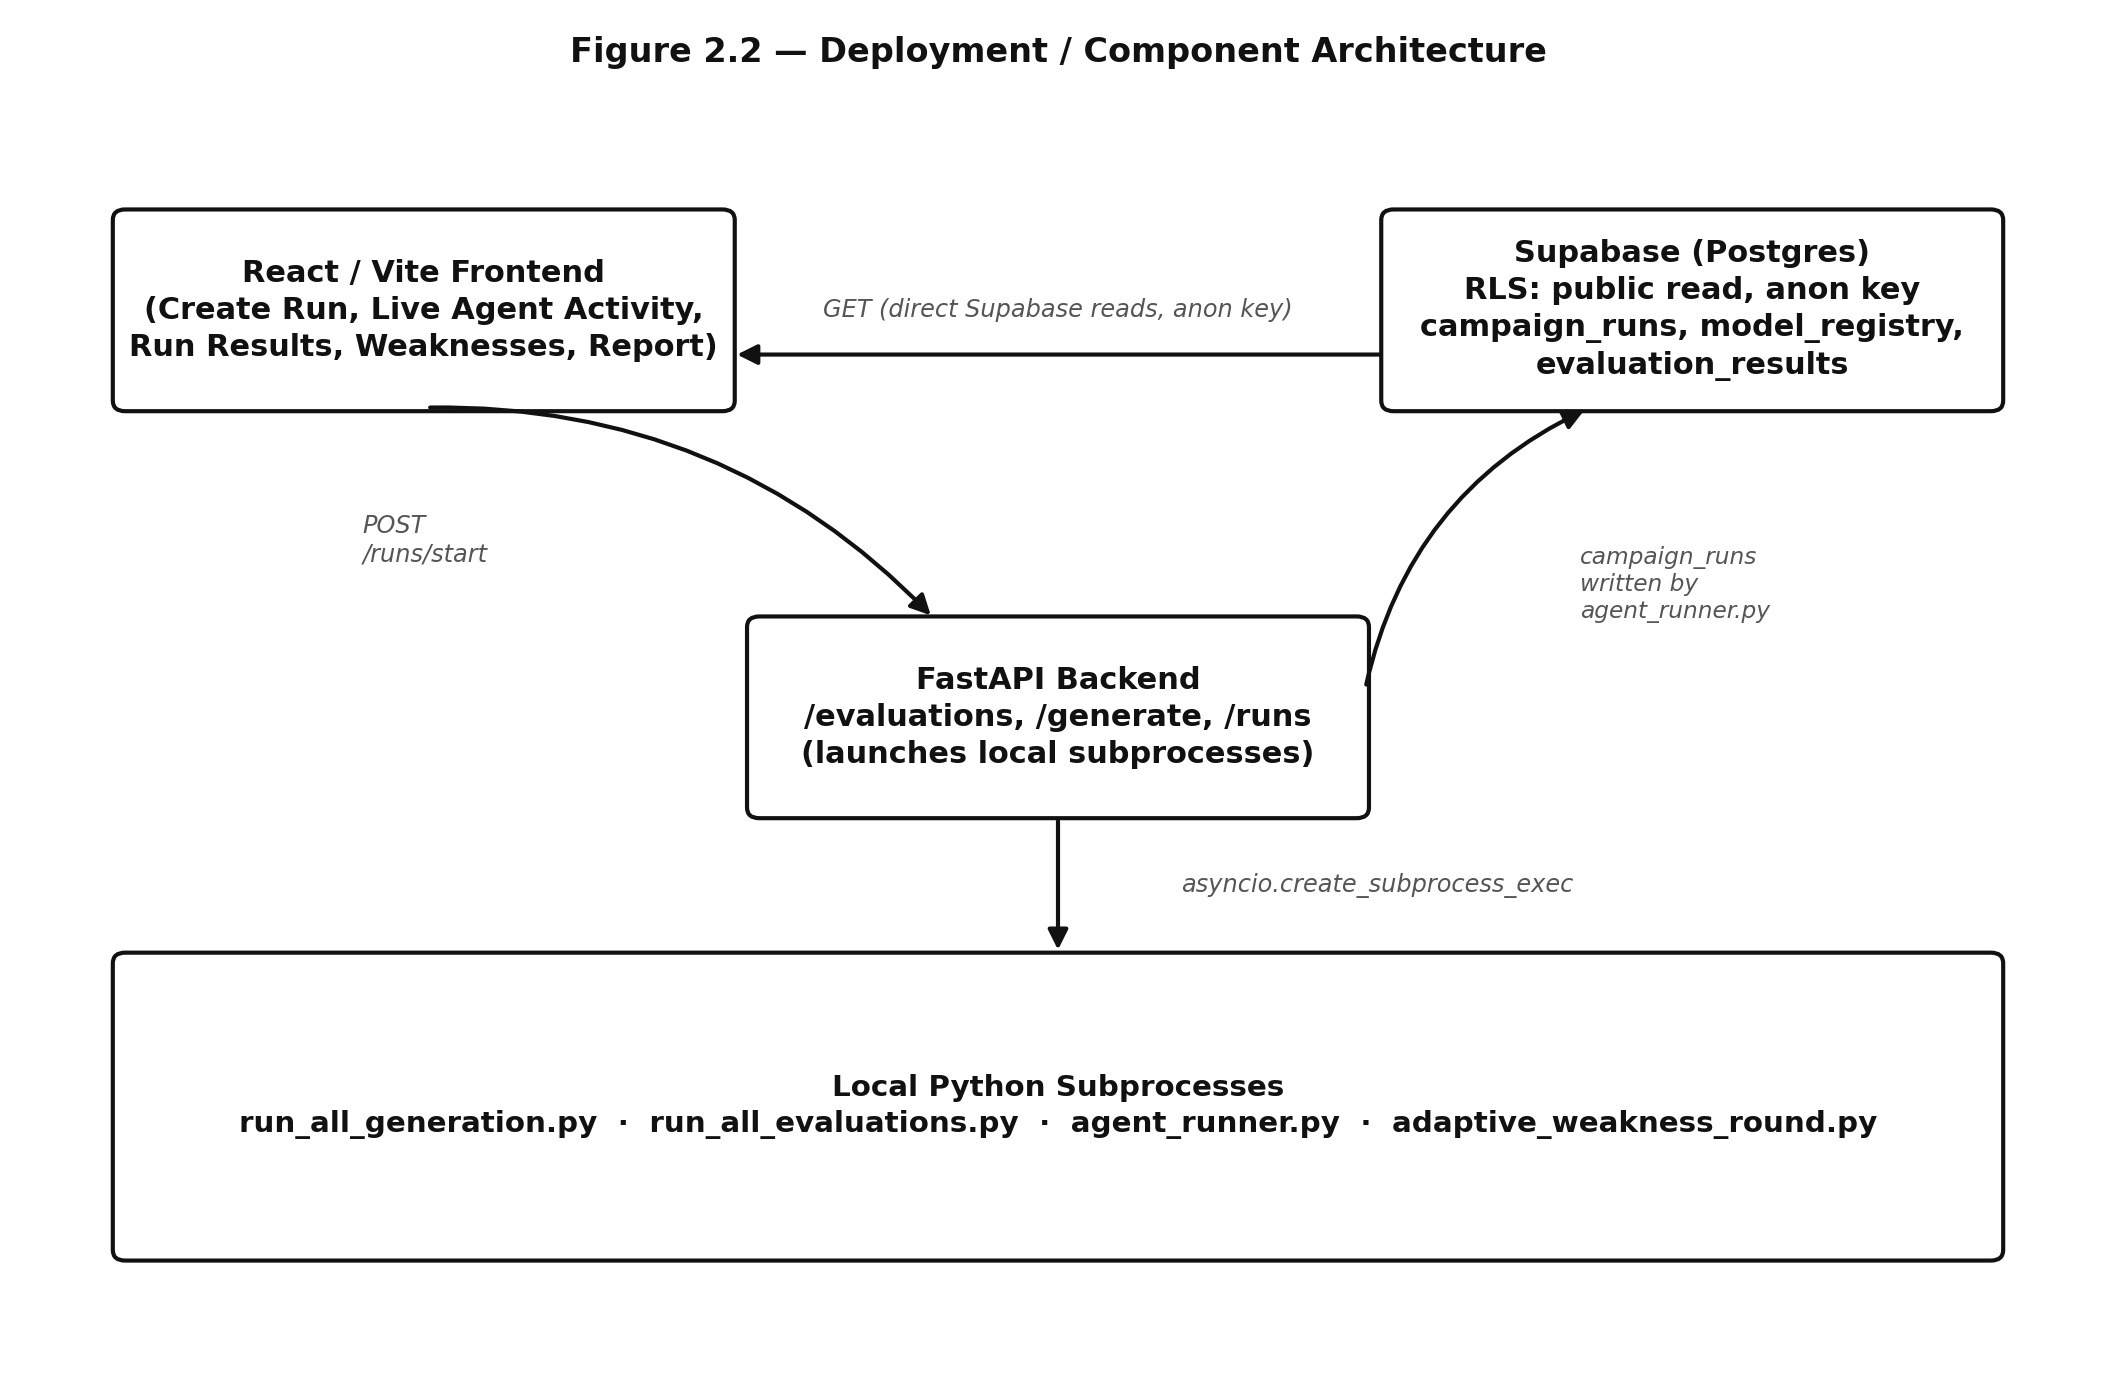 Figure 2.2 — Deployment / Component Architecture
React / Vite Frontend
(Create Run, Live Agent Activity,
Run Results, Weaknesses, Report)
GET (direct Supabase reads, anon key)
Supabase (Postgres)
RLS: public read, anon key
campaign_runs, model_registry,
evaluation_results
POST
/runs/start
campaign_runs
written by
agent_runner.py
FastAPI Backend
/evaluations, /generate, /runs
(launches local subprocesses)
asyncio.create_subprocess_exec
Local Python Subprocesses
run_all_generation.py · run_all_evaluations.py · agent_runner.py · adaptive_weakness_round.py